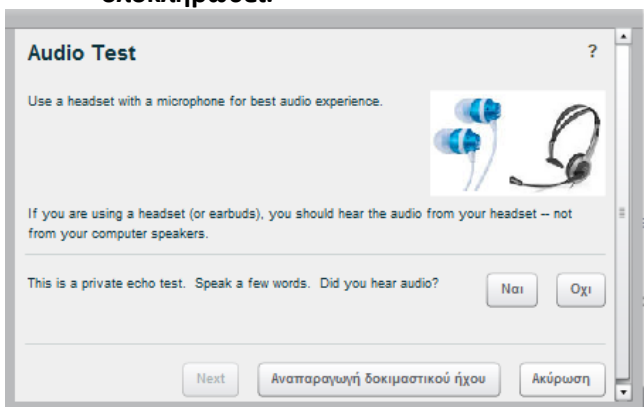 ολοκληρώσει.
Audio Test
?
Use a headset with a microphone for best audio experience.
If you are using a headset (or earbuds), you should hear the audio from your headset -- not
from your computer speakers.
This is a private echo test. Speak a few words. Did you hear audio?
Ναι
Οχι
Next
Αναπαραγωγή δοκιμαστικού ήχου
Ακύρωση